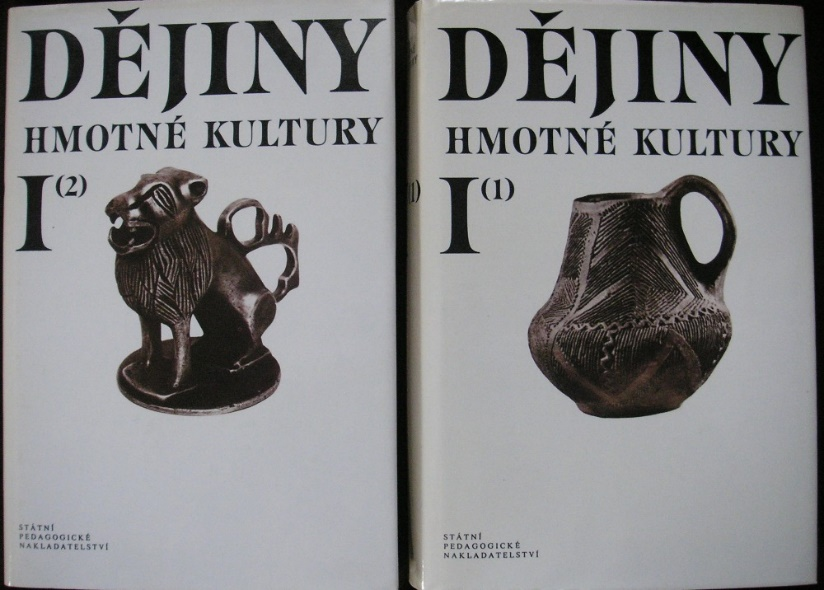 DĚJINY
HMOTNÉ KULTURY
I (2)
STÁTNÍ
PEDAGOGICKÉ
NAKLADATELSTVÍ
DĚJINY
HMOTNÉ KULTURY
I (1)
STÁTNÍ
PEDAGOGICKÉ
NAKLADATELSTVÍ